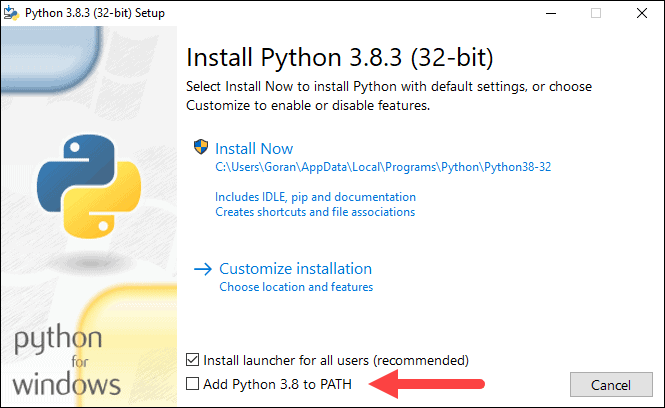 Python 3.8.3 (32-bit) Setup
Install Python 3.8.3 (32-bit)
Select Install Now to install Python with default settings, or choose
Customize to enable or disable features.
Install Now
C:\Users\Goran\AppData\Local\Programs\Python\Python38-32
Includes IDLE, pip and documentation
Creates shortcuts and file associations
Customize installation
Choose location and features
python
for
windows
Install launcher for all users (recommended)
Add Python 3.8 to PATH
Cancel